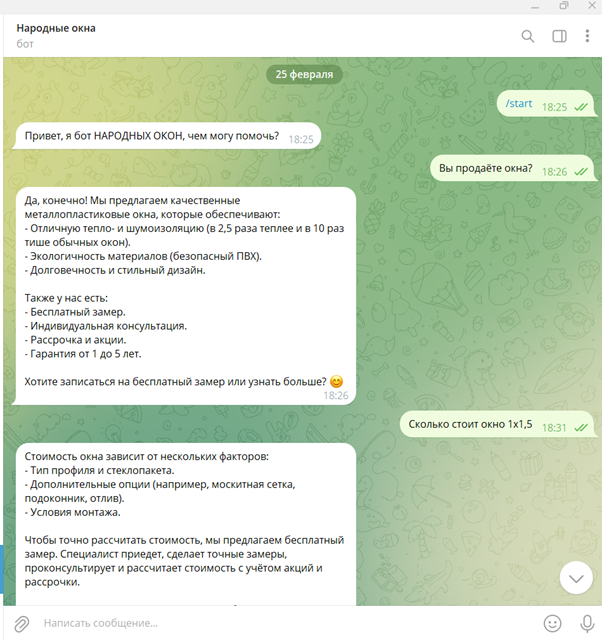 Народные окна
бот
25 февраля
/start 18:25
Привет, я бот НАРОДНЫХ ОКОН, чем могу помочь? 18:25
Вы продаёте окна? 18:26
Да, конечно! Мы предлагаем качественные
металлопластиковые окна, которые обеспечивают:
- Отличную тепло- и шумоизоляцию (в 2,5 раза теплее и в 10 раз
тише обычных окон).
- Экологичность материалов (безопасный ПВХ).
- Долговечность и стильный дизайн.
Также у нас есть:
- Бесплатный замер.
- Индивидуальная консультация.
- Рассрочка и акции.
- Гарантия от 1 до 5 лет.
Хотите записаться на бесплатный замер или узнать больше? 😊
18:26
Сколько стоит окно 1х1,5 18:31
Стоимость окна зависит от нескольких факторов:
- Тип профиля и стеклопакета.
- Дополнительные опции (например, москитная сетка,
подоконник, отлив).
- Условия монтажа.
Чтобы точно рассчитать стоимость, мы предлагаем бесплатный
замер. Специалист приедет, сделает точные замеры,
проконсультирует и рассчитает стоимость с учётом акций и
рассрочки.
Написать сообщение...